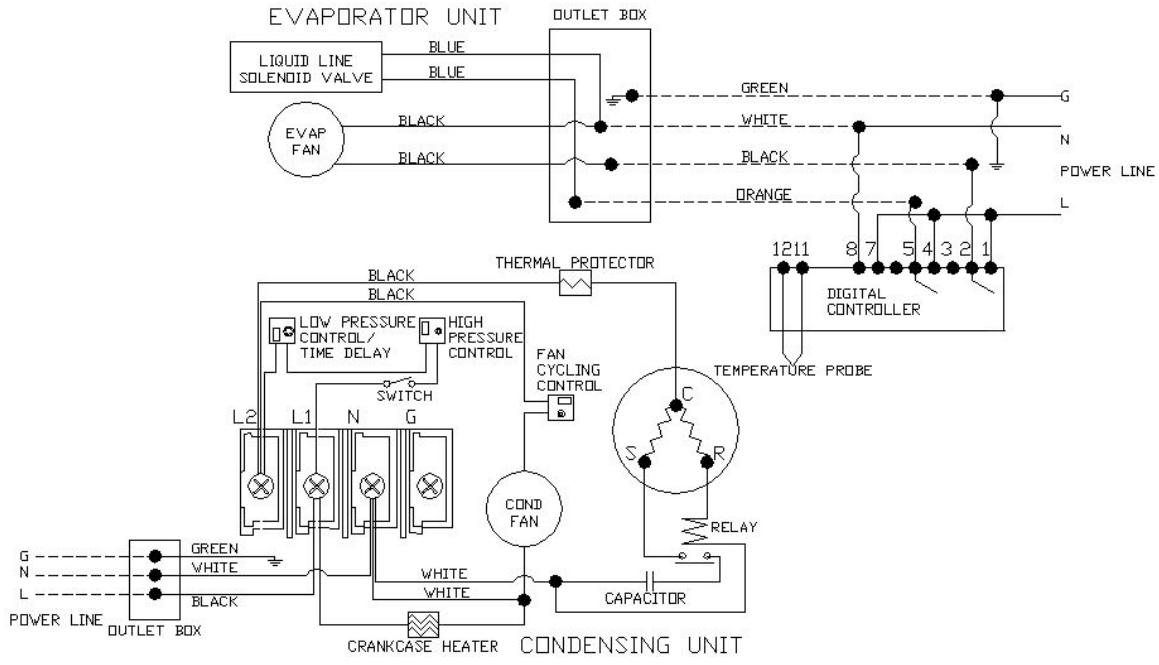 EVAPORATOR UNIT
OUTLET BOX
BLUE
LIQUID LINE
SOLENOID VALVE
BLUE
GREEN
G
BLACK
WHITE
EVAP
FAN
N
BLACK
BLACK
POWER LINE
ORANGE
L
12 11 8 7 5 4 3 2 1
DIGITAL
CONTROLLER
TEMPERATURE PROBE
THERMAL PROTECTOR
BLACK
BLACK
LOW PRESSURE
CONTROL/
TIME DELAY
HIGH
PRESSURE
CONTROL
FAN
CYCLING
CONTROL
SWITCH
L2 L1 N G
C
S
R
COND
FAN
RELAY
G
GREEN
N
WHITE
L
BLACK
POWER LINE
OUTLET BOX
WHITE
WHITE
CAPACITOR
CRANKCASE HEATER
CONDENSING UNIT